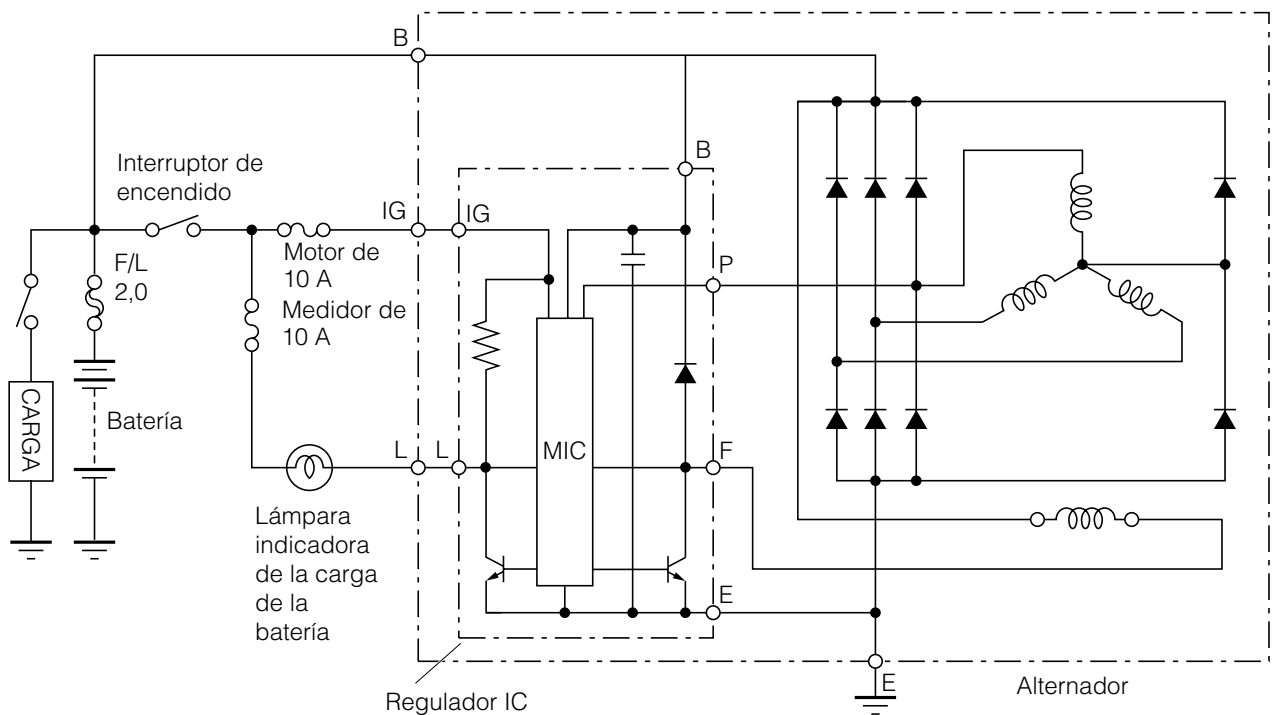 B
Interruptor de
encendido
B
IG
IG
F/L
2,0
Motor de
10 A
P
Medidor de
10 A
CARGA
Batería
MIC
L
L
F
Lámpara
indicadora
de la carga
de la
batería
E
Regulador IC
E
Alternador